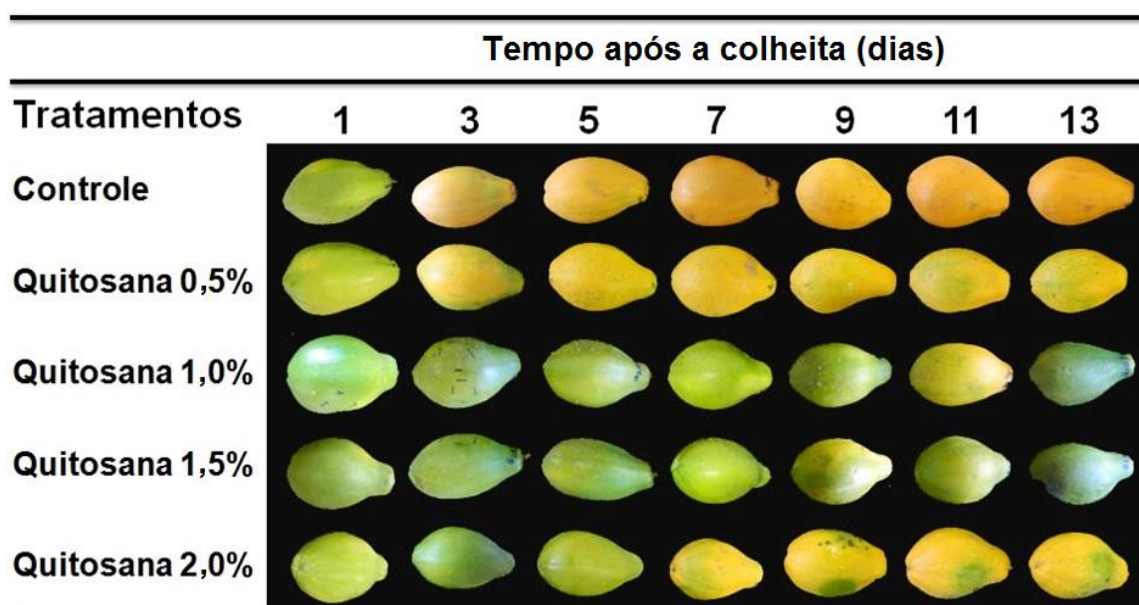 Tempo após a colheita (dias)
Tratamentos 1 3 5 7 9 11 13
Controle
Quitosana 0,5%
Quitosana 1,0%
Quitosana 1,5%
Quitosana 2,0%